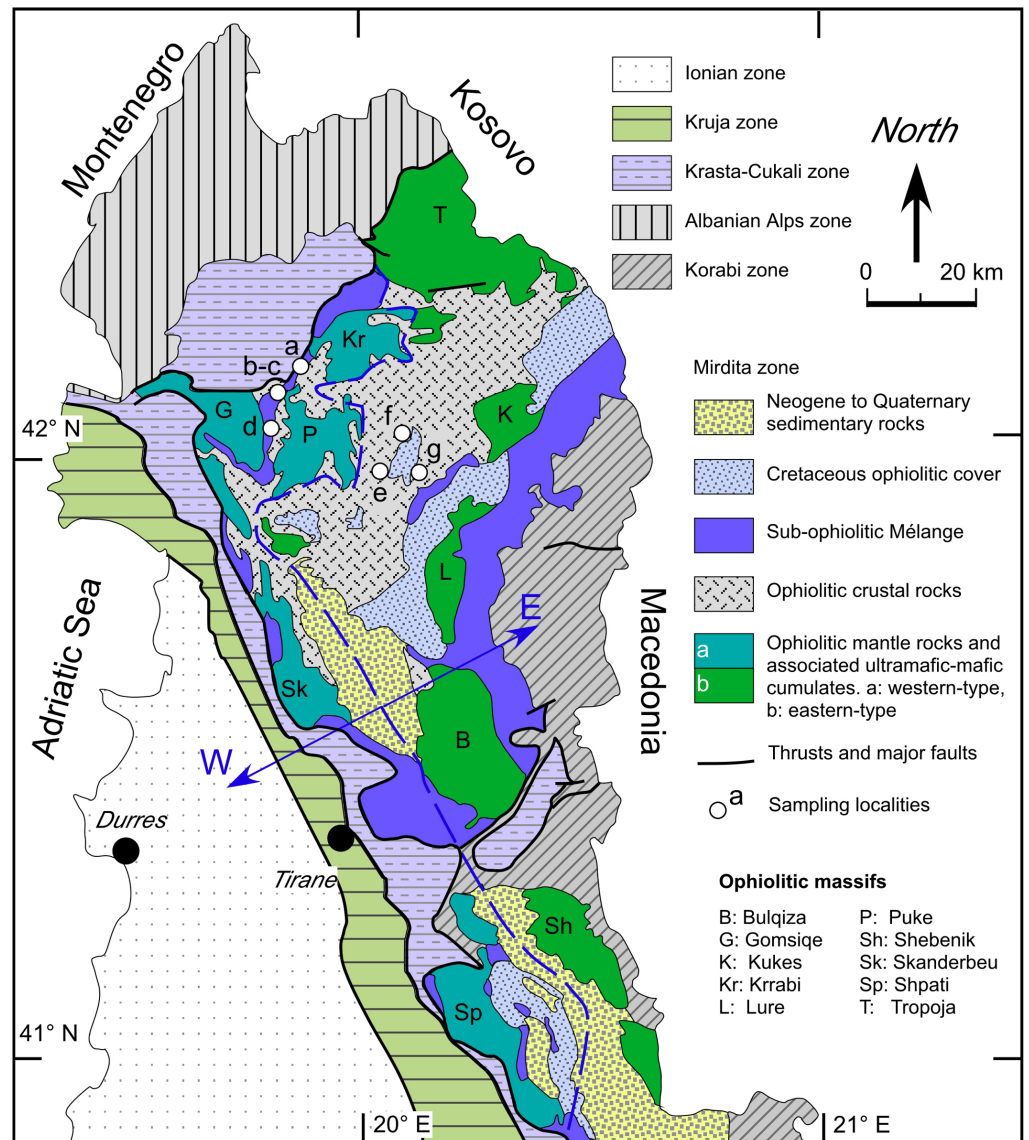 Montenegro
Kosovo
Ionian zone
Kruja zone
Krasta-Cukali zone
Albanian Alps zone
Korabi zone
North
0 20 km
T
Kr
a
b-c
G
d
P
f
g
e
K
42° N
L
E
Sk
B
W
Adriatic Sea
Macedonia
Durres
Tirane
Sh
Sp
41° N
20° E
21° E
Mirdita zone
Neogene to Quaternary
sedimentary rocks
Cretaceous ophiolitic cover
Sub-ophiolitic Mélange
Ophiolitic crustal rocks
a
b
Ophiolitic mantle rocks and
associated ultramafic-mafic
cumulates. a: western-type,
b: eastern-type
Thrusts and major faults
a
Sampling localities
Ophiolitic massifs
B: Bulqiza P: Puke
G: Gomsiqe Sh: Shebenik
K: Kukes Sk: Skanderbeu
Kr: Krrabi Sp: Shpati
L: Lure T: Tropoja